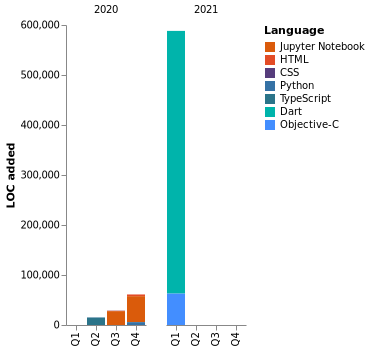 2020 2021
Language
Jupyter Notebook
HTML
CSS
Python
TypeScript
Dart
Objective-C
LOC added
600,000
500,000
400,000
300,000
200,000
100,000
0
Q1 Q2 Q3 Q4 Q1 Q2 Q3 Q4